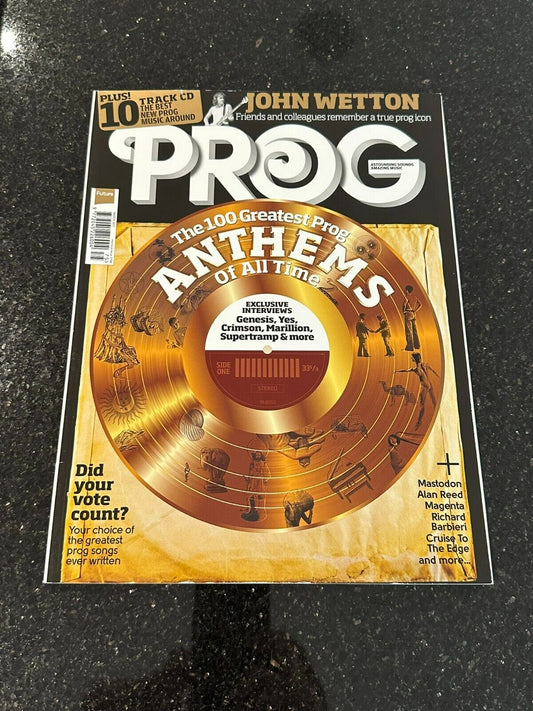 PLUS!
10
TRACK CD
THE BEST
NEW PROG
MUSIC AROUND
JOHN WETTON
Friends and colleagues remember a true prog icon
PROG
ASTOUNDING SOUNDS
AMAZING MUSIC
Future
The 100 Greatest Prog
ANTHEMS
Of All Time
EXCLUSIVE
INTERVIEWS
Genesis, Yes,
Crimson, Marillion,
Supertramp & more
SIDE
ONE
33⅓
STEREO
Did
your
vote
count?
Your choice of
the greatest
prog songs
ever written
+
Mastodon
Alan Reed
Magenta
Richard
Barbieri
Cruise To
The Edge
and more...